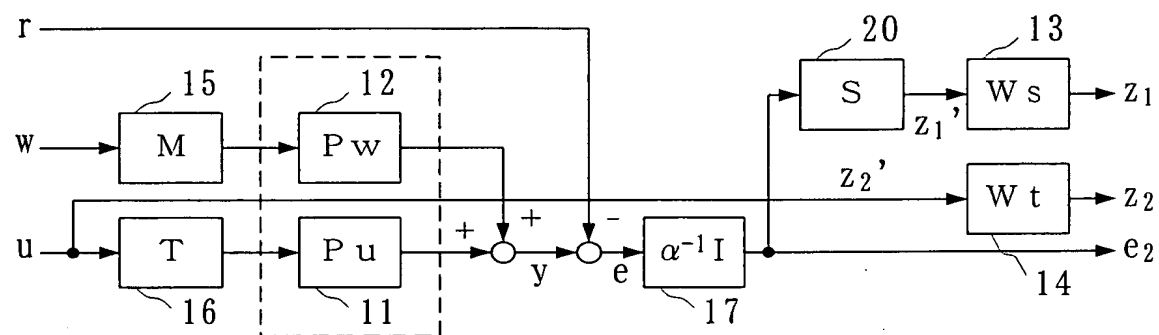 r
20
13
15
12
S
Ws
z₁
z₁'
w
M
Pw
z₂'
Wt
z₂
+
-
u
T
Pu
+
y
e
α⁻¹I
e₂
16
11
17
14